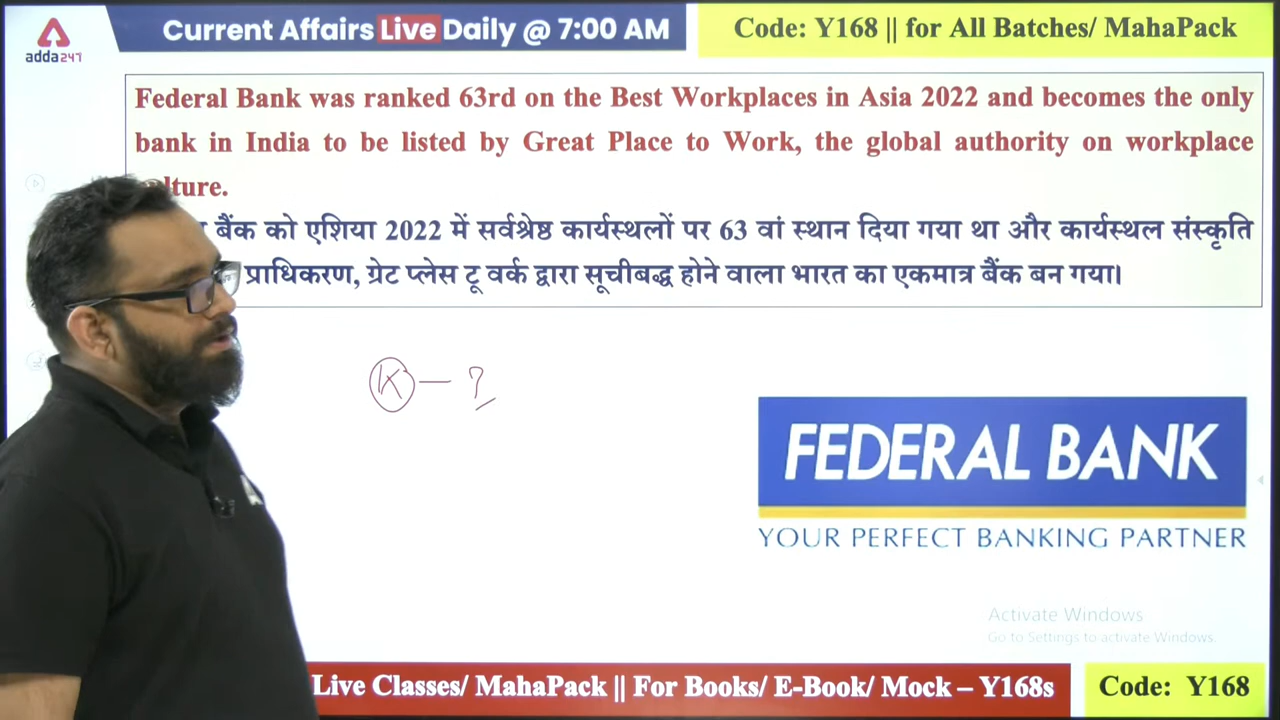 adda247
Current Affairs Live Daily @ 7:00 AM
Code: Y168 || for All Batches/ MahaPack
Federal Bank was ranked 63rd on the Best Workplaces in Asia 2022 and becomes the only
bank in India to be listed by Great Place to Work, the global authority on workplace
बैंक को एशिया 2022 में सर्वश्रेष्ठ कार्यस्थलों पर 63 वां स्थान दिया गया था और कार्यस्थल संस्कृति
प्राधिकरण, ग्रेट प्लेस टू वर्क द्वारा सूचीबद्ध होने वाला भारत का एकमात्र बैंक बन गया।
K — ?
FEDERAL BANK
YOUR PERFECT BANKING PARTNER
Activate Windows
Go to Settings to activate Windows.
Live Classes/ MahaPack || For Books/ E-Book/ Mock – Y168s
Code: Y168